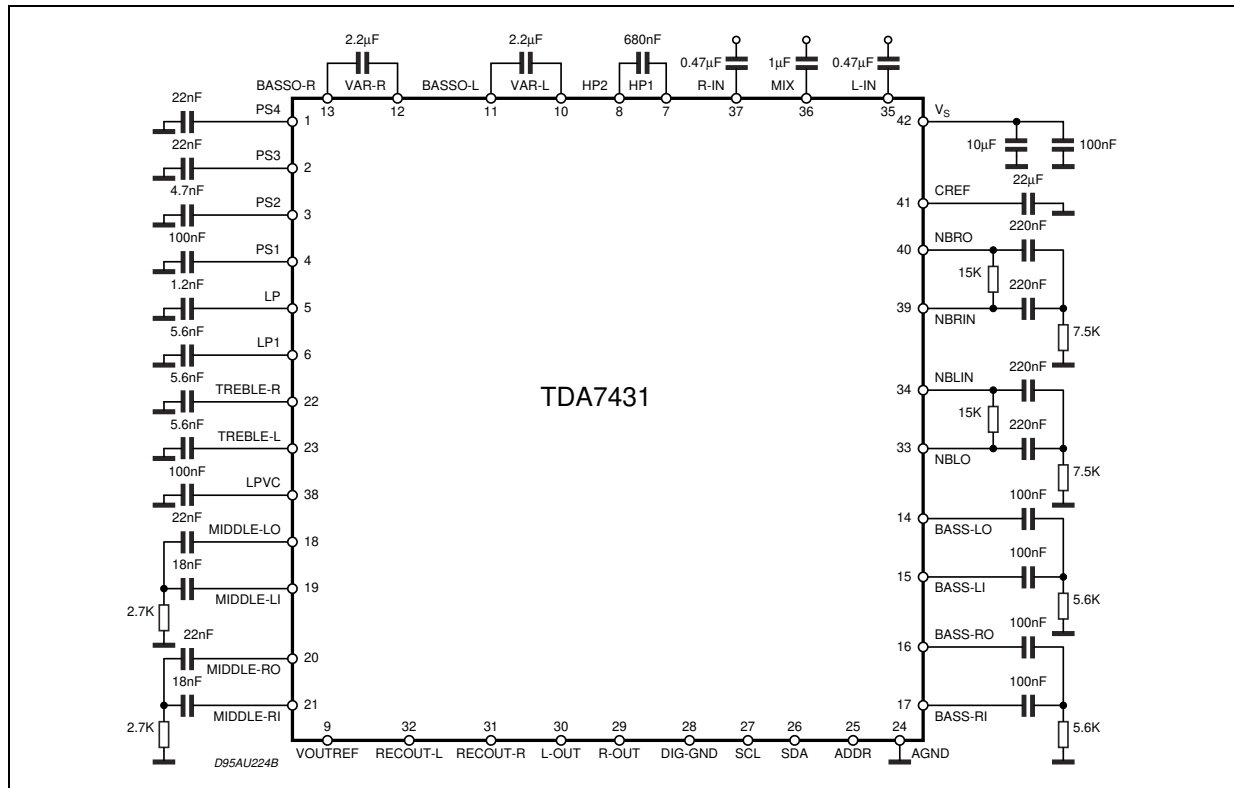 2.2µF
2.2µF
680nF
0.47µF
1µF
0.47µF
BASSO-R
VAR-R
BASSO-L
VAR-L
HP2
HP1
R-IN
MIX
L-IN
13
12
11
10
8
7
37
36
35
22nF
PS4
1
22nF
PS3
2
4.7nF
PS2
3
100nF
PS1
4
1.2nF
LP
5
5.6nF
LP1
6
5.6nF
TREBLE-R
22
5.6nF
TREBLE-L
23
100nF
LPVC
38
22nF
MIDDLE-LO
18
18nF
19
MIDDLE-LI
2.7K
22nF
20
MIDDLE-RO
18nF
21
MIDDLE-RI
2.7K
TDA7431
42
VS
10µF
100nF
22µF
41
CREF
220nF
40
NBRO
15K
220nF
39
NBRIN
7.5K
220nF
34
NBLIN
15K
220nF
33
NBLO
7.5K
100nF
14
BASS-LO
100nF
15
BASS-LI
5.6K
100nF
16
BASS-RO
100nF
17
BASS-RI
5.6K
9
32
31
30
29
28
27
26
25
24
VOUTREF
RECOUT-L
RECOUT-R
L-OUT
R-OUT
DIG-GND
SCL
SDA
ADDR
AGND
D95AU224B